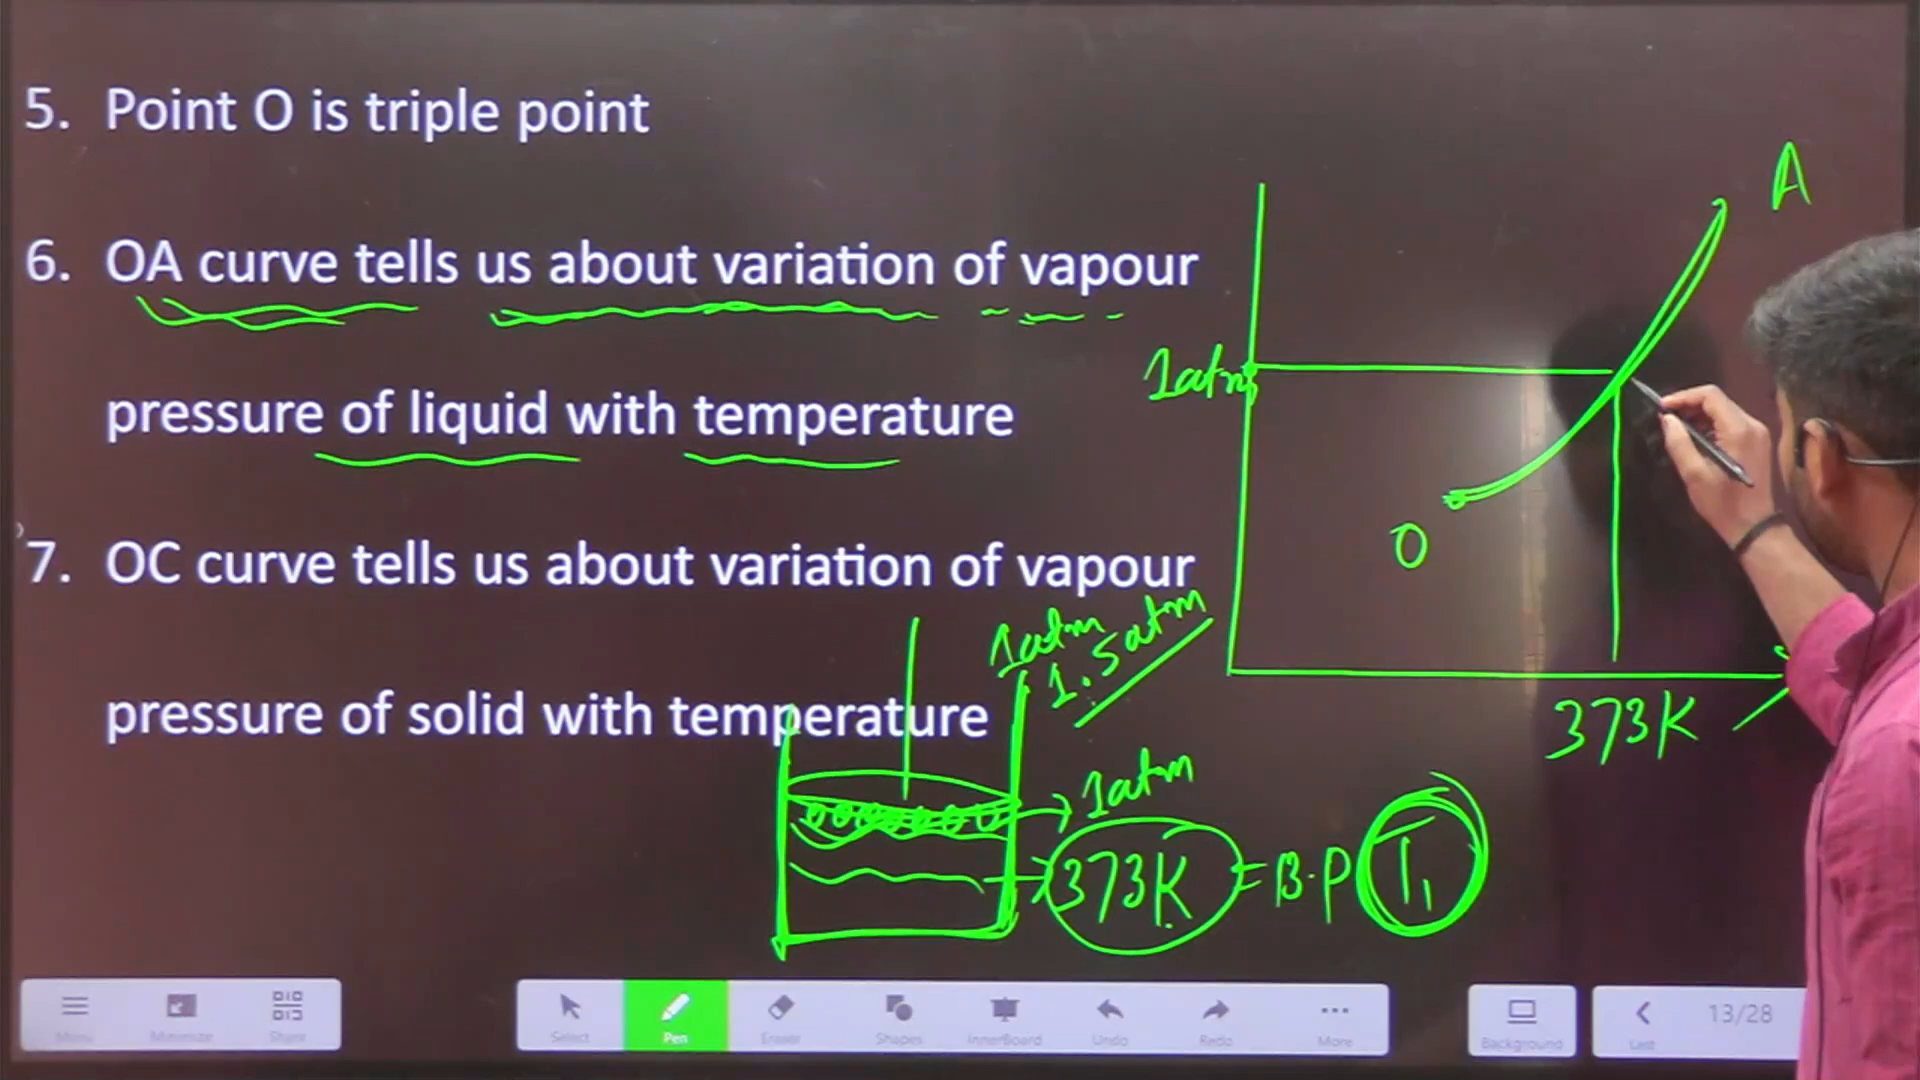 5. Point O is triple point
6. OA curve tells us about variation of vapour
pressure of liquid with temperature
7. OC curve tells us about variation of vapour
pressure of solid with temperature
A
1atm
O
373K
1atm
1.5atm
1atm
373K = B.P T₁
Menu
Minimize
Share
Select
Pen
Eraser
Shapes
InnerBoard
Undo
Redo
More
Background
Last
13/28